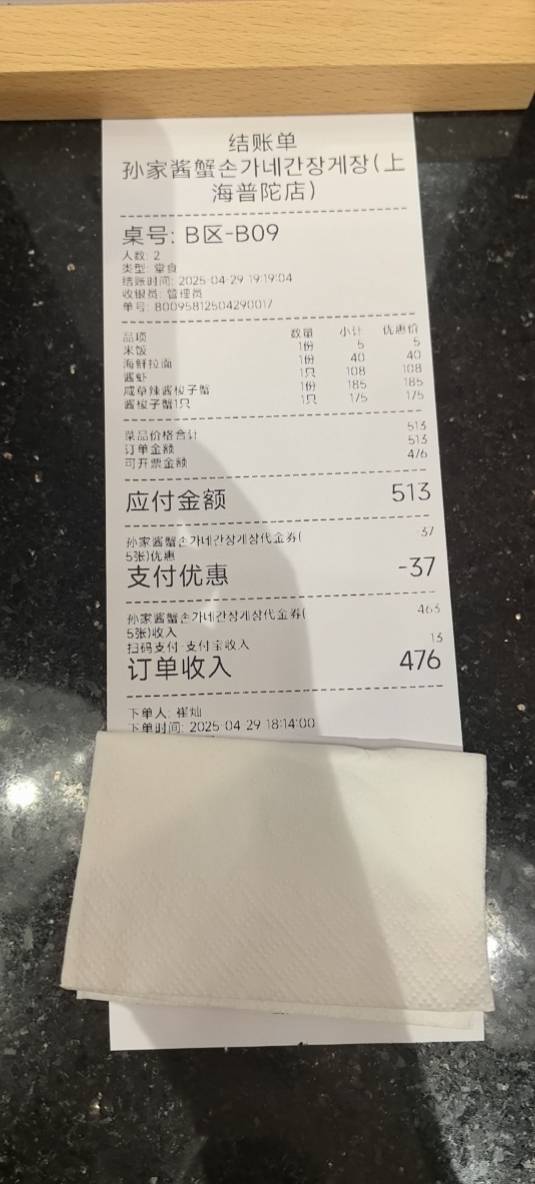 结账单
孙家酱蟹손가네간장게장(上
海普陀店)
桌号: B区-B09
人数: 2
类型: 堂食
结账时间: 2025-04-29 19:19:04
收银员: 管理员
单号: 80095812504290017
品项 数量 小计 优惠价
米饭 1份 5 5
海鲜拉面 1份 40 40
酱虾 1只 108 108
咸草辣酱梭子蟹 1份 185 185
酱梭子蟹1只 1只 175 175
菜品价格合计 513
订单金额 513
可开票金额 476
应付金额 513
孙家酱蟹손가네간장게장代金券( 37
5张)优惠
支付优惠 -37
孙家酱蟹손가네간장게장代金券( 463
5张)收入
扫码支付-支付宝收入 13
订单收入 476
下单人: 崔灿
下单时间: 2025-04-29 18:14:00